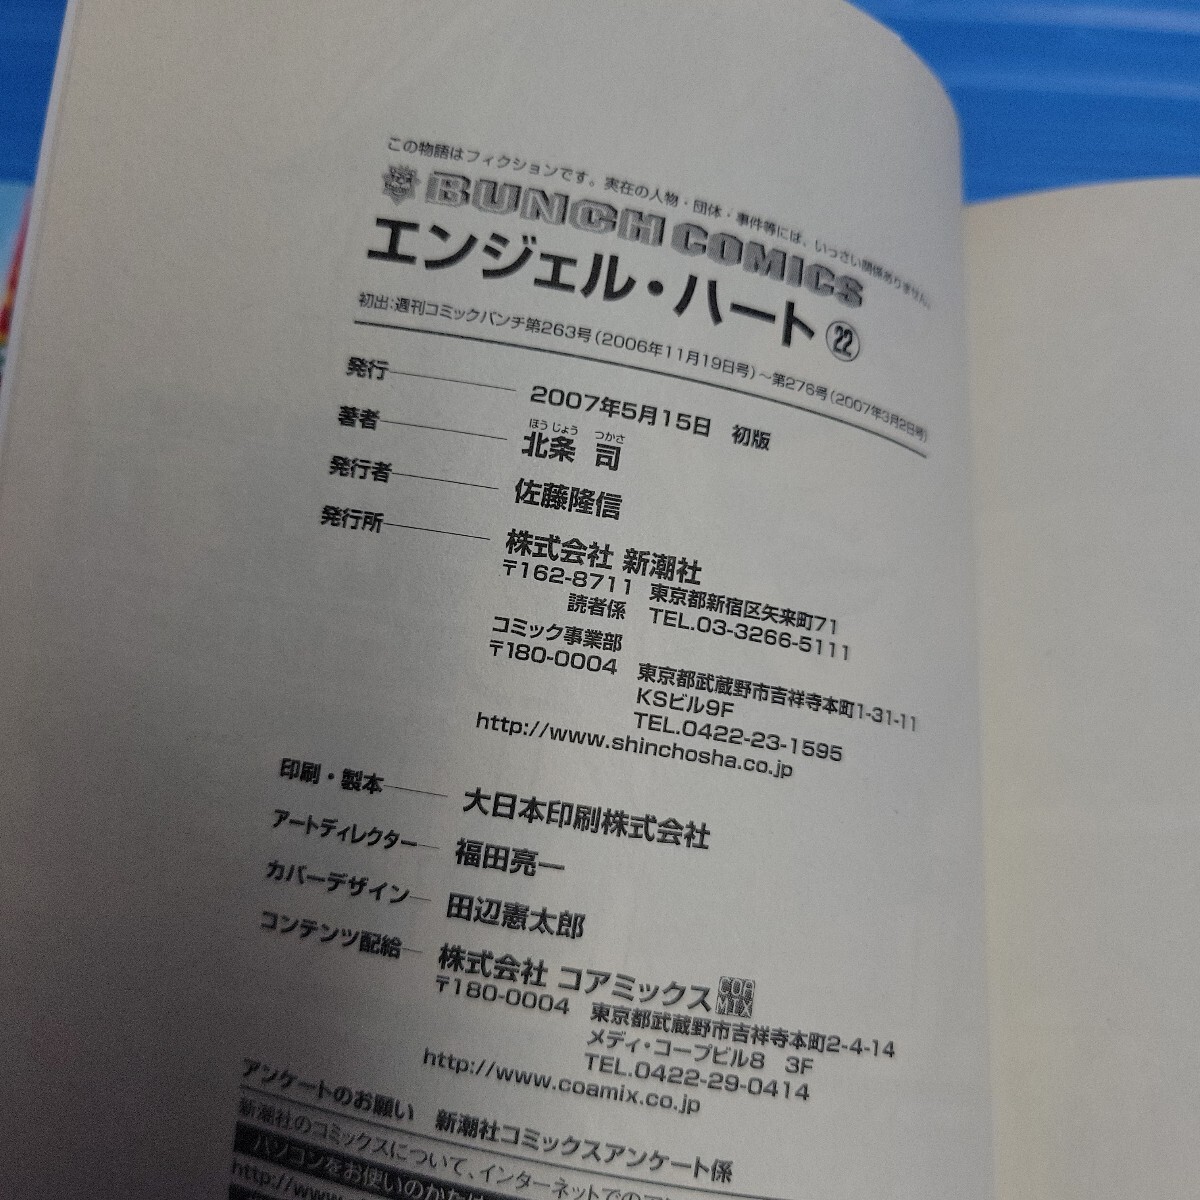 この物語はフィクションです。実在の人物・団体・事件等には、いっさい関係ありません。
BUNCH COMICS
エンジェル・ハート㉒
初出:週刊コミックバンチ第263号(2006年11月19日号)～第276号(2007年3月2日号)
発行 2007年5月15日 初版
ほうじょう つかさ
著者 北条 司
発行者 佐藤隆信
発行所 株式会社 新潮社
〒162-8711 東京都新宿区矢来町71
読者係 TEL.03-3266-5111
コミック事業部
〒180-0004 東京都武蔵野市吉祥寺本町1-31-11
KSビル9F
TEL.0422-23-1595
http://www.shinchosha.co.jp
印刷・製本 大日本印刷株式会社
アートディレクター 福田亮一
カバーデザイン 田辺憲太郎
コンテンツ配給 株式会社 コアミックス COAMIX
〒180-0004 東京都武蔵野市吉祥寺本町2-4-14
メディ・コープビル8 3F
TEL.0422-29-0414
http://www.coamix.co.jp
アンケートのお願い 新潮社コミックスアンケート係
新潮社のコミックスについて、インターネットでの
パソコンをお使いのかたは
http://www.